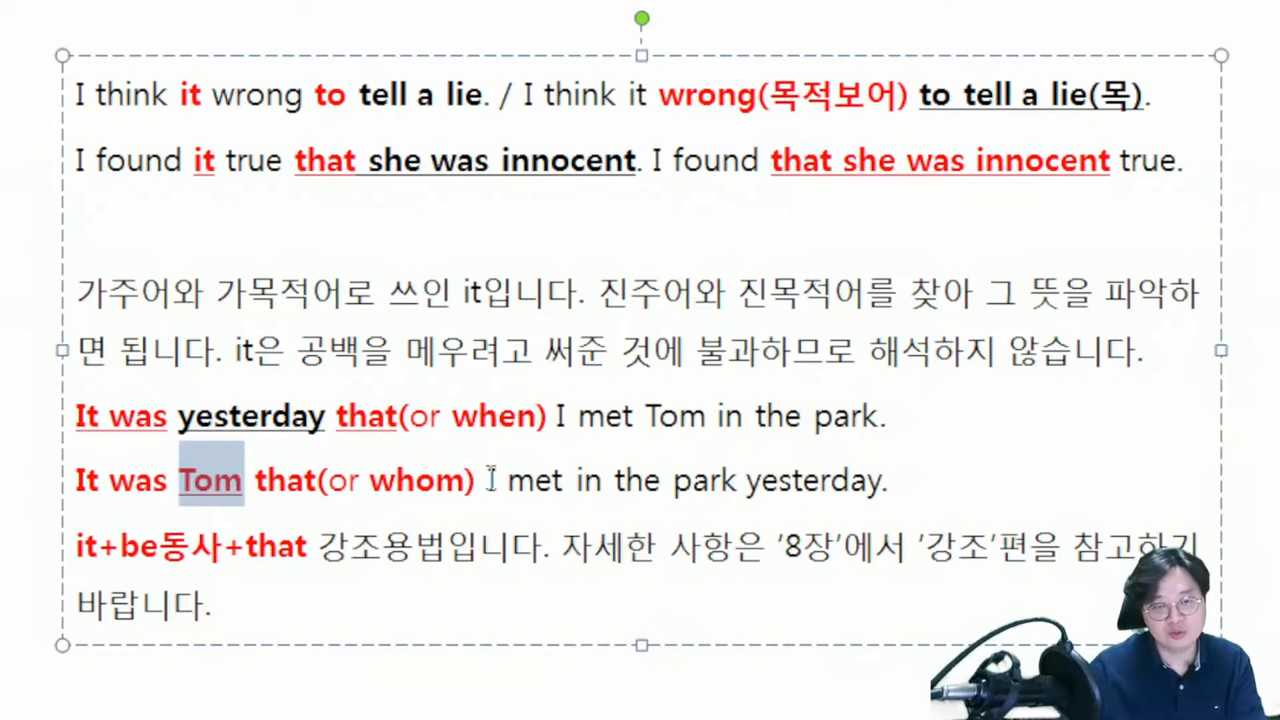 I think it wrong to tell a lie. / I think it wrong(목적보어) to tell a lie(목).
I found it true that she was innocent. I found that she was innocent true.
가주어와 가목적어로 쓰인 it입니다. 진주어와 진목적어를 찾아 그 뜻을 파악하
면 됩니다. it은 공백을 메우려고 써준 것에 불과하므로 해석하지 않습니다.
It was yesterday that(or when) I met Tom in the park.
It was Tom that(or whom) I met in the park yesterday.
it+be동사+that 강조용법입니다. 자세한 사항은 '8장'에서 '강조'편을 참고하기
바랍니다.